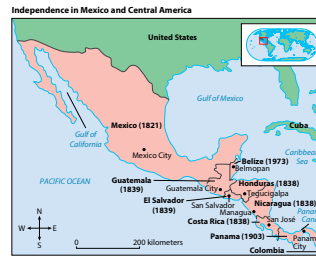 Independence in Mexico and Central America
United States
Gulf of Mexico
Gulf of
California
Mexico (1821)
Mexico City
Cuba
Caribbean
Sea
PACIFIC OCEAN
Belize (1973)
Belmopan
Guatemala
(1839)
Guatemala City
Honduras (1838)
Tegucigalpa
El Salvador
(1839)
San Salvador
Nicaragua (1838)
Managua
Costa Rica (1838)
San José
Panama (1903)
Panam
City
Colombia
N
W
E
S
0
200 kilometers